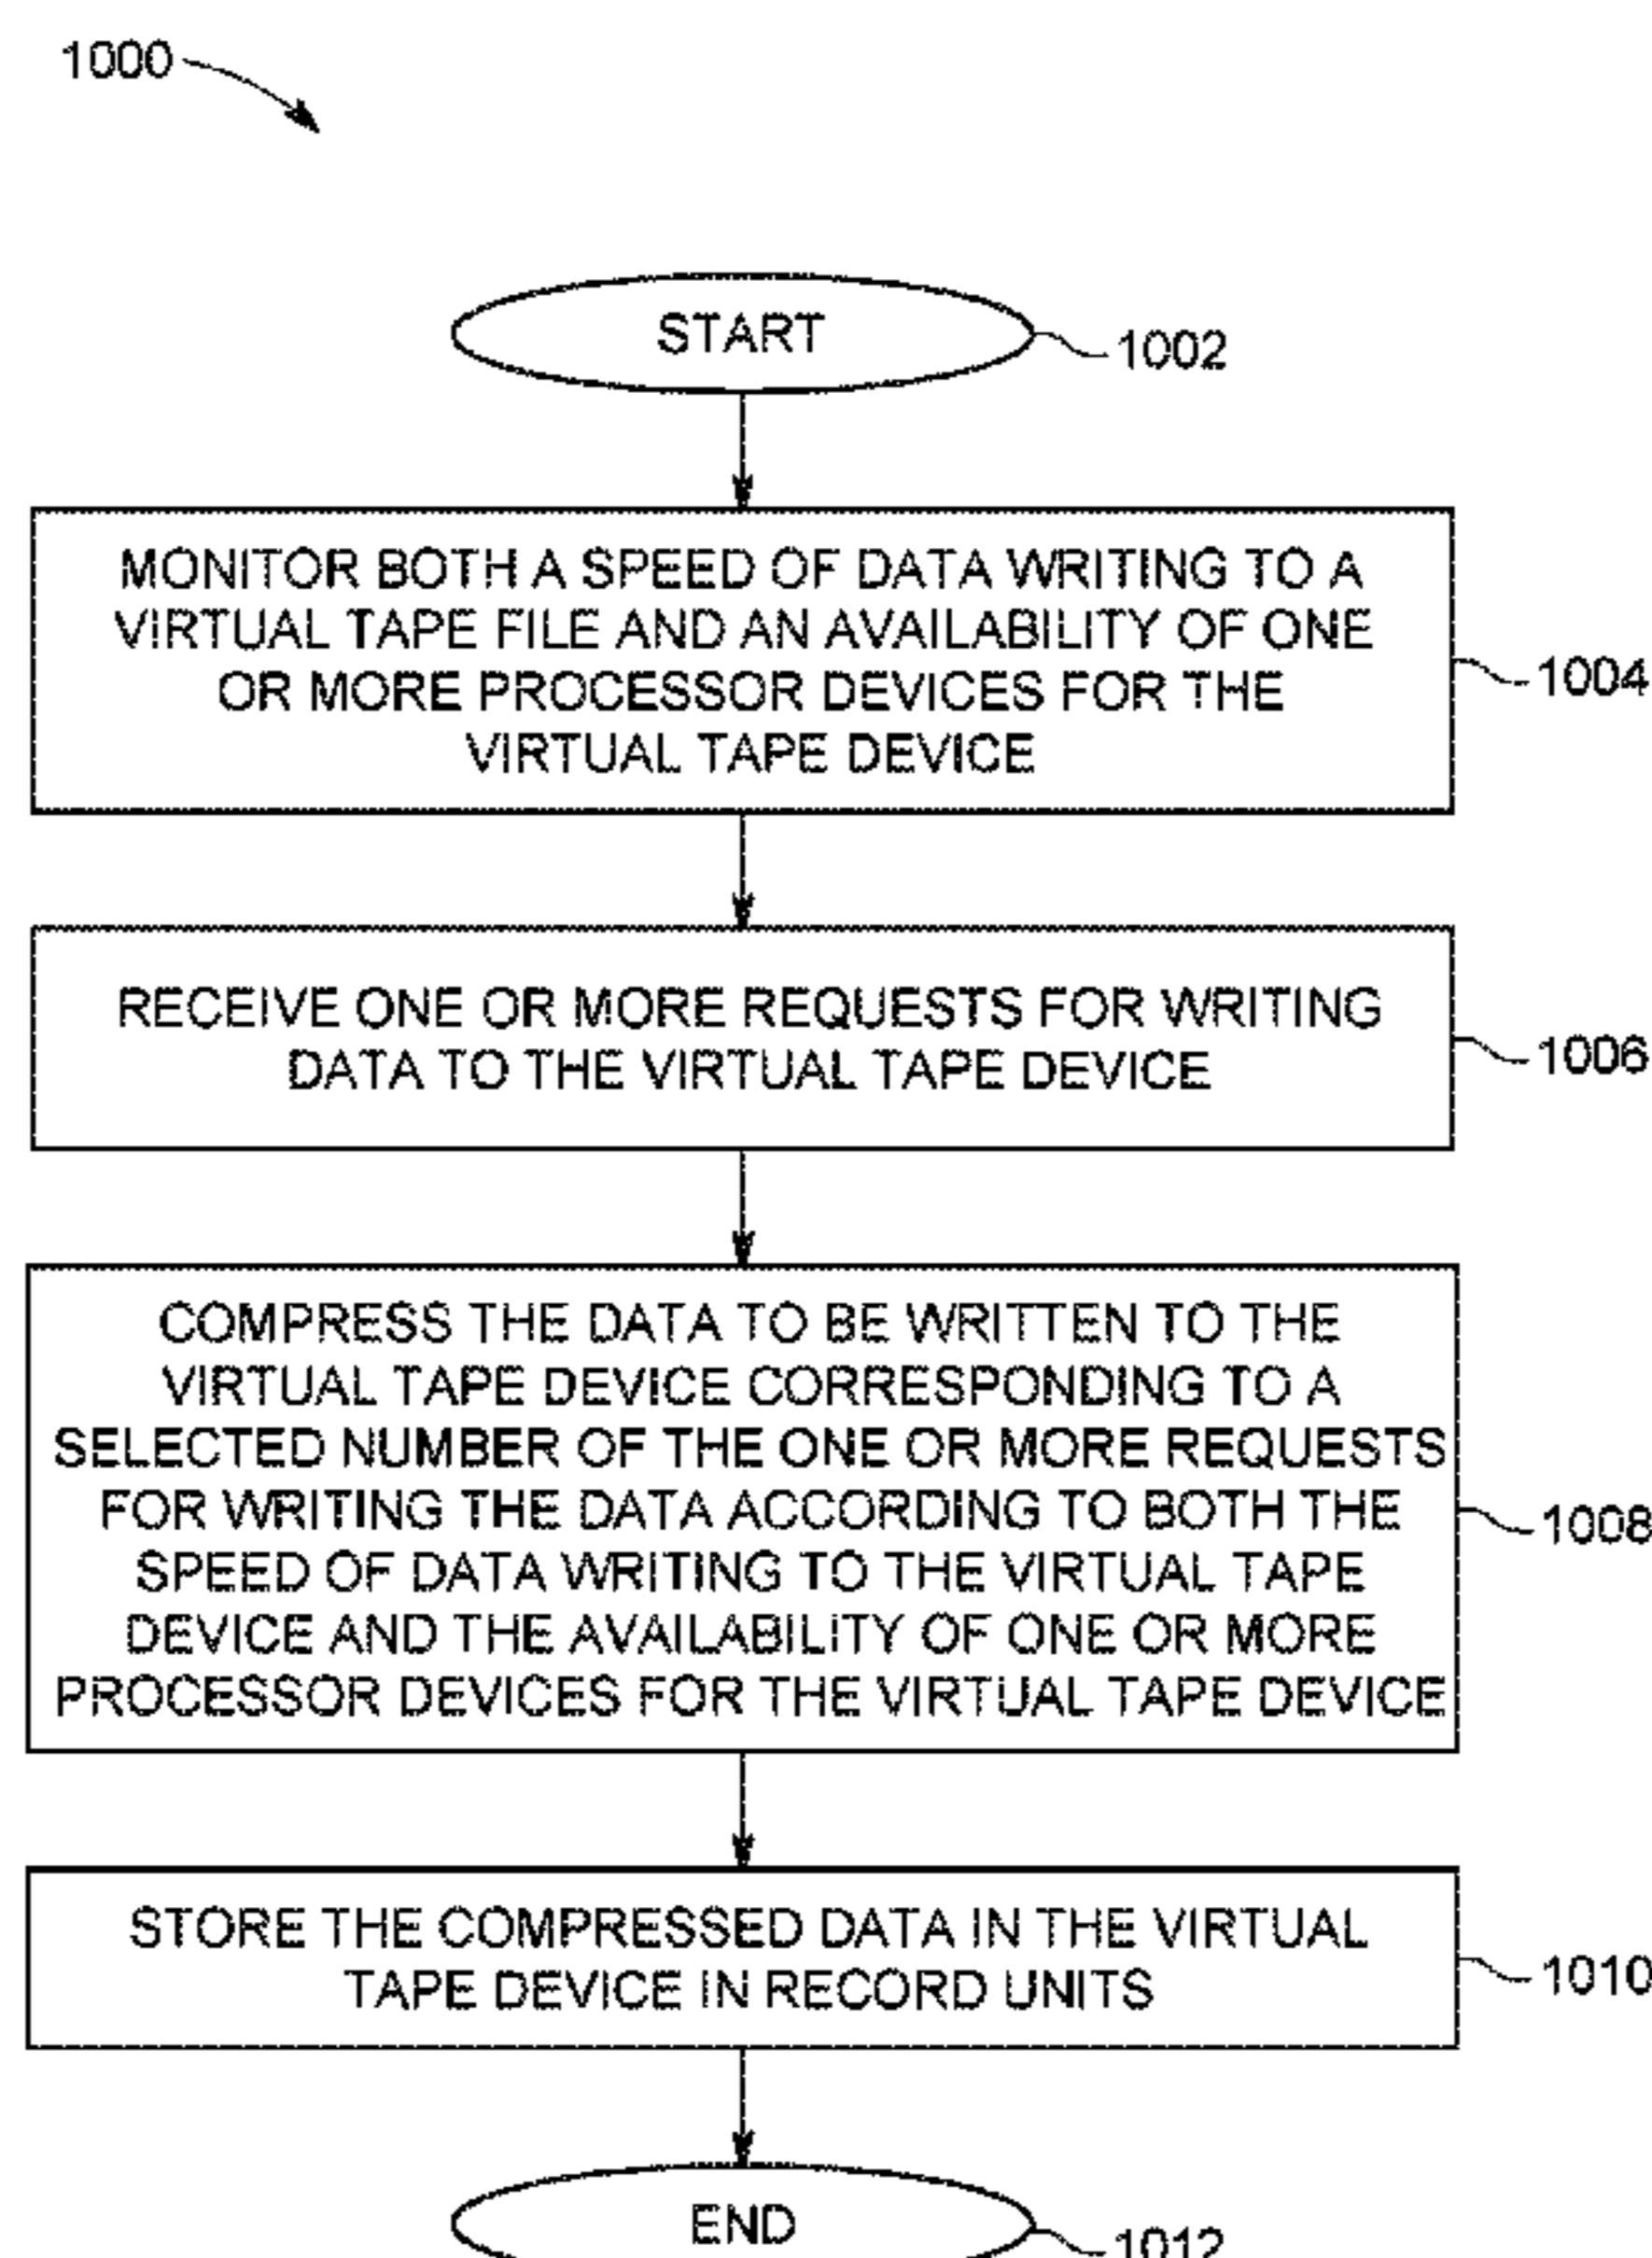 1000
START
1002
MONITOR BOTH A SPEED OF DATA WRITING TO A
VIRTUAL TAPE FILE AND AN AVAILABILITY OF ONE
OR MORE PROCESSOR DEVICES FOR THE
VIRTUAL TAPE DEVICE
1004
RECEIVE ONE OR MORE REQUESTS FOR WRITING
DATA TO THE VIRTUAL TAPE DEVICE
1006
COMPRESS THE DATA TO BE WRITTEN TO THE
VIRTUAL TAPE DEVICE CORRESPONDING TO A
SELECTED NUMBER OF THE ONE OR MORE REQUESTS
FOR WRITING THE DATA ACCORDING TO BOTH THE
SPEED OF DATA WRITING TO THE VIRTUAL TAPE
DEVICE AND THE AVAILABILITY OF ONE OR MORE
PROCESSOR DEVICES FOR THE VIRTUAL TAPE DEVICE
1008
STORE THE COMPRESSED DATA IN THE VIRTUAL
TAPE DEVICE IN RECORD UNITS
1010
END
1012